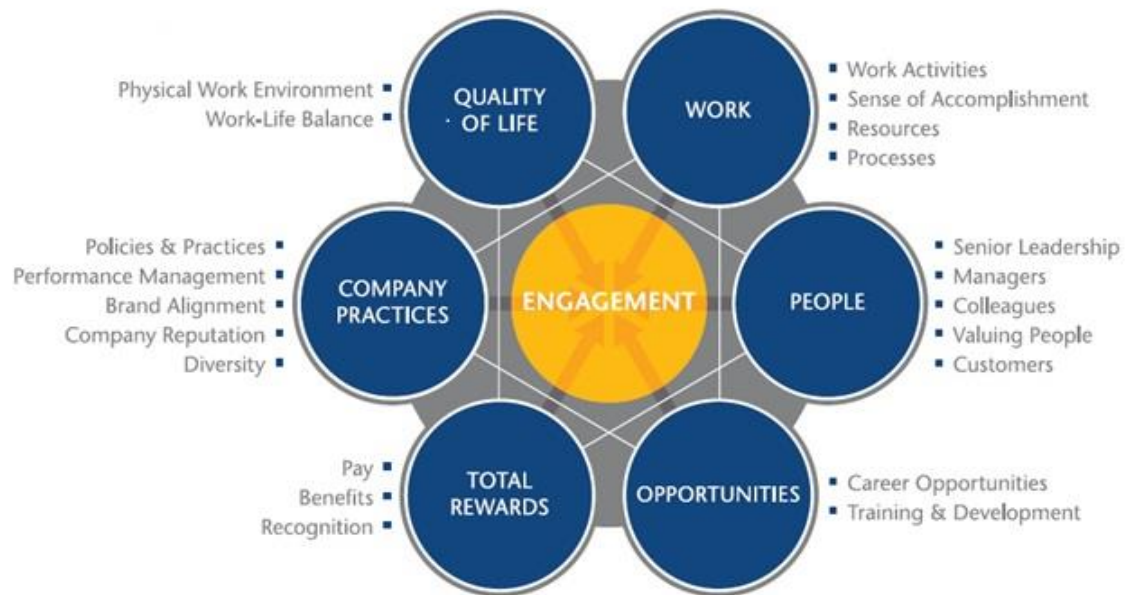 QUALITY
OF LIFE
Physical Work Environment
Work-Life Balance
WORK
Work Activities
Sense of Accomplishment
Resources
Processes
COMPANY
PRACTICES
Policies & Practices
Performance Management
Brand Alignment
Company Reputation
Diversity
ENGAGEMENT
PEOPLE
Senior Leadership
Managers
Colleagues
Valuing People
Customers
TOTAL
REWARDS
Pay
Benefits
Recognition
OPPORTUNITIES
Career Opportunities
Training & Development